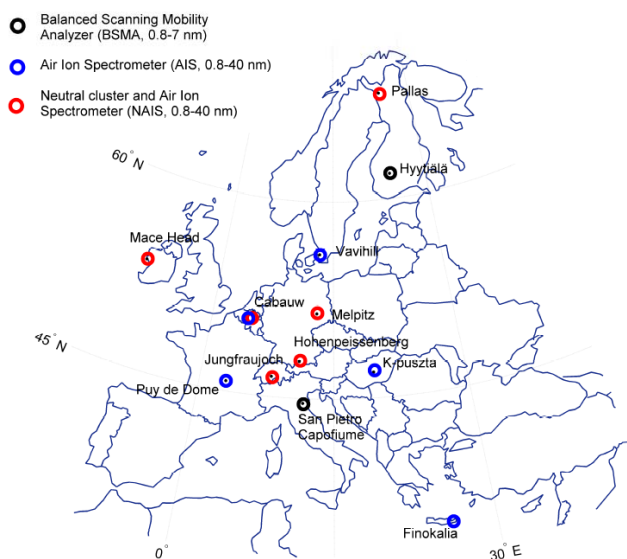 Balanced Scanning Mobility
Analyzer (BSMA, 0.8-7 nm)
Air Ion Spectrometer (AIS, 0.8-40 nm)
Neutral cluster and Air Ion
Spectrometer (NAIS, 0.8-40 nm)
Pallas
60°N
Hyytiälä
Mace Head
Vavihill
Cabauw
Melpitz
45°N
Hohenpeissenberg
Jungfraujoch
K-puszta
Puy de Dome
San Pietro
Capofiume
Finokalia
0°
30°E